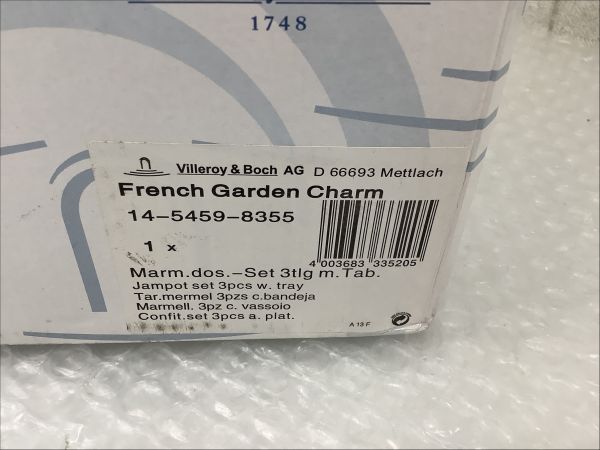 1748
Villeroy & Boch AG D 66693 Mettlach
French Garden Charm
14-5459-8355
1 x
4 003683 335205
Marm.dos.-Set 3tlg m.Tab.
Jampot set 3pcs w. tray
Tar.mermel 3pzs c.bandeja
Marmell. 3pz c. vassoio
Confit.set 3pcs a. plat.
A 13 F